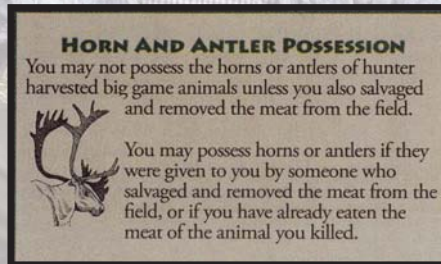 HORN AND ANTLER POSSESSION
You may not possess the horns or antlers of hunter
harvested big game animals unless you also salvaged
and removed the meat from the field.
You may possess horns or antlers if they
were given to you by someone who
salvaged and removed the meat from the
field, or if you have already eaten the
meat of the animal you killed.